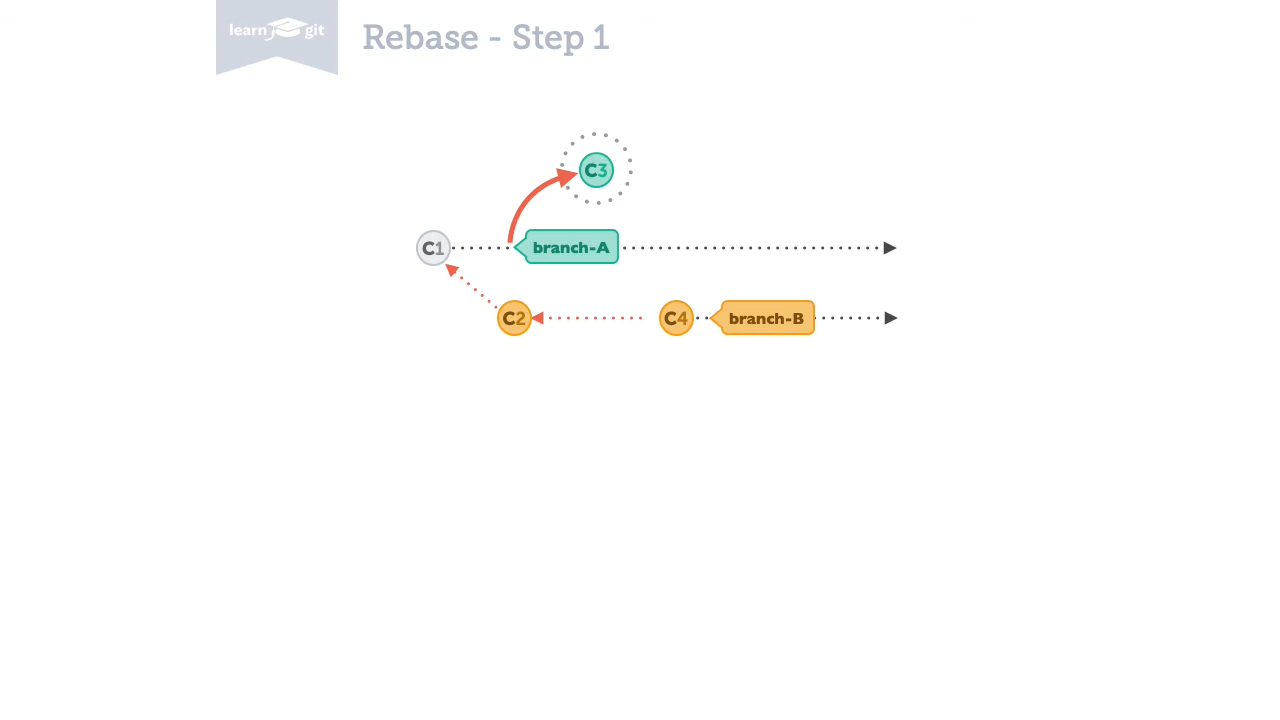 learn git
Rebase - Step 1
C3
C1
branch-A
C2
C4
branch-B